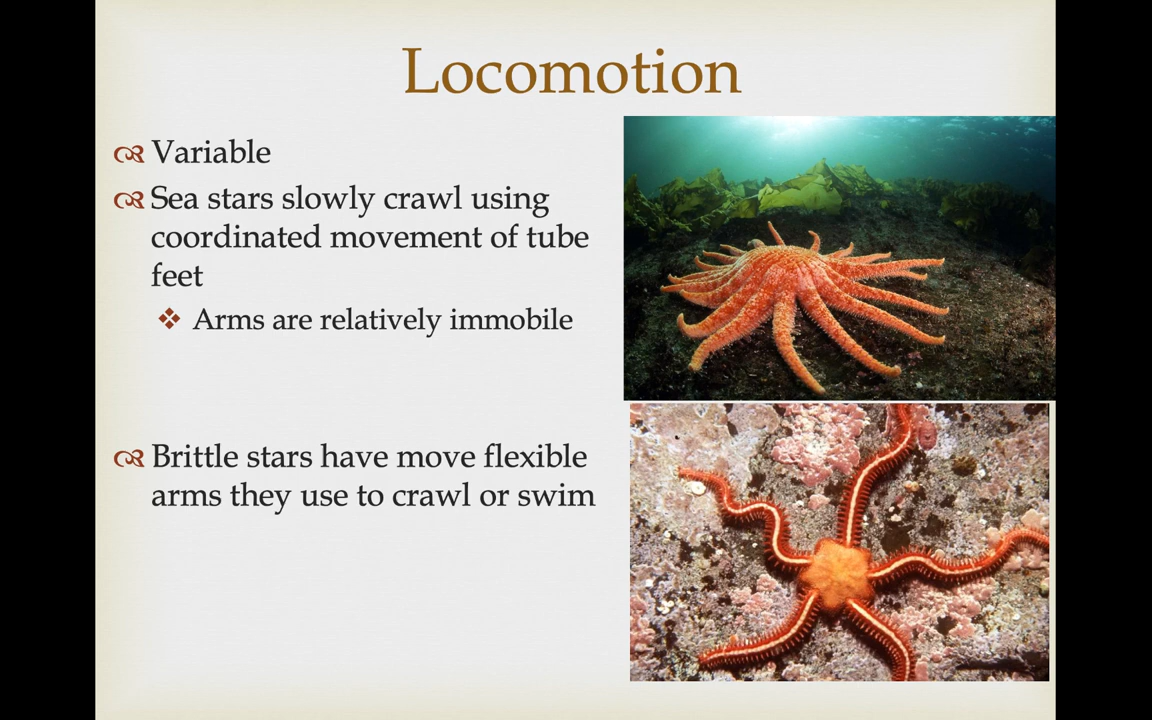 Locomotion
Variable
Sea stars slowly crawl using
coordinated movement of tube
feet
Arms are relatively immobile
Brittle stars have move flexible
arms they use to crawl or swim